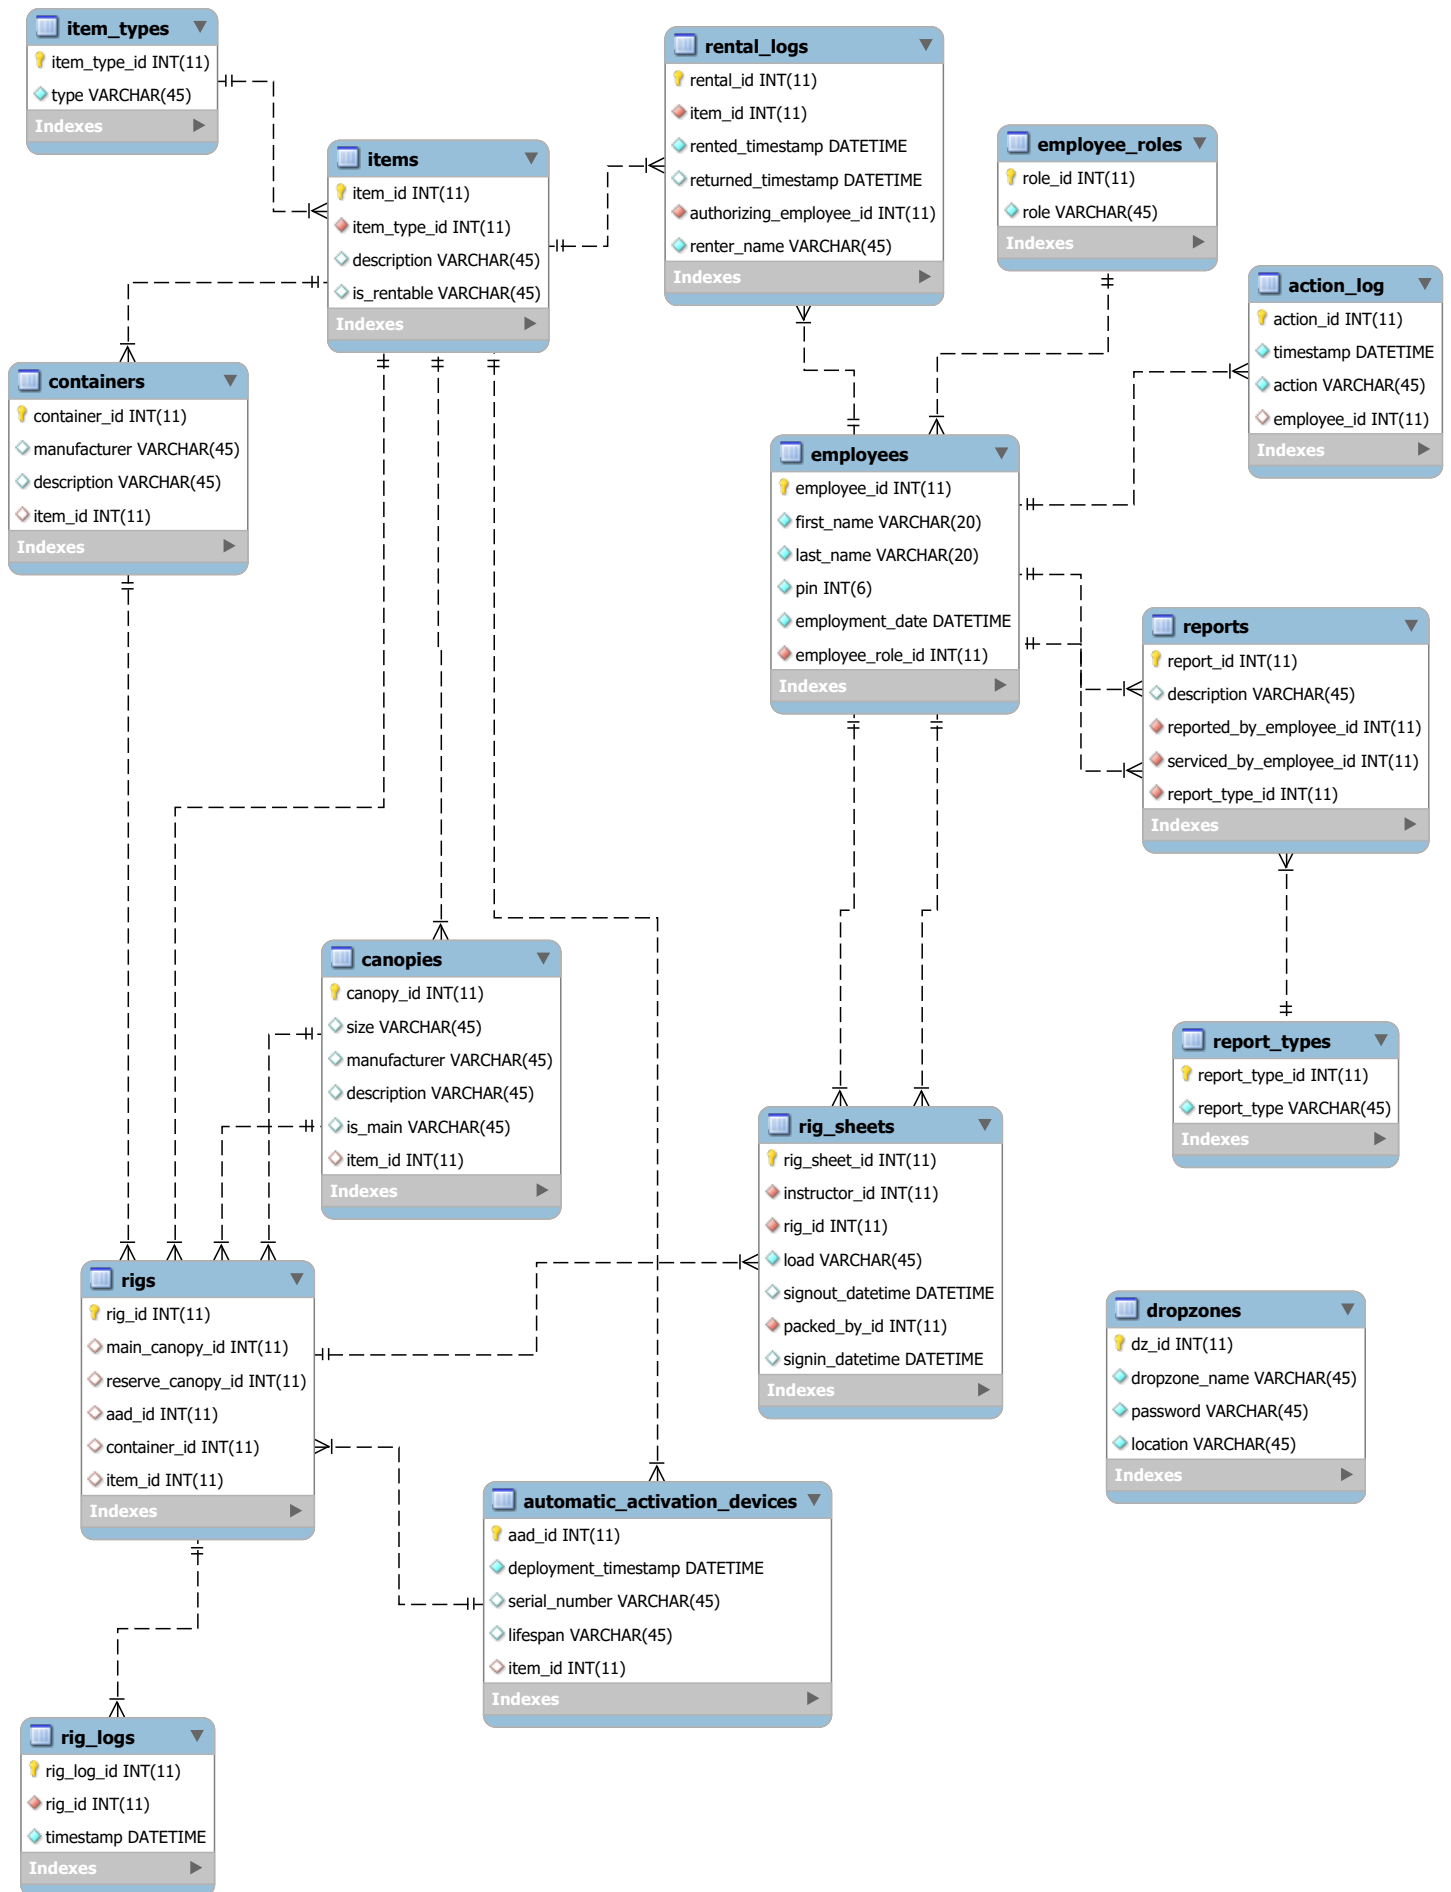 item_types
item_type_id INT(11)
type VARCHAR(45)
Indexes
items
item_id INT(11)
item_type_id INT(11)
description VARCHAR(45)
is_rentable VARCHAR(45)
Indexes
rental_logs
rental_id INT(11)
item_id INT(11)
rented_timestamp DATETIME
returned_timestamp DATETIME
authorizing_employee_id INT(11)
renter_name VARCHAR(45)
Indexes
employee_roles
role_id INT(11)
role VARCHAR(45)
Indexes
action_log
action_id INT(11)
timestamp DATETIME
action VARCHAR(45)
employee_id INT(11)
Indexes
containers
container_id INT(11)
manufacturer VARCHAR(45)
description VARCHAR(45)
item_id INT(11)
Indexes
employees
employee_id INT(11)
first_name VARCHAR(20)
last_name VARCHAR(20)
pin INT(6)
employment_date DATETIME
employee_role_id INT(11)
Indexes
reports
report_id INT(11)
description VARCHAR(45)
reported_by_employee_id INT(11)
serviced_by_employee_id INT(11)
report_type_id INT(11)
Indexes
canopies
canopy_id INT(11)
size VARCHAR(45)
manufacturer VARCHAR(45)
description VARCHAR(45)
is_main VARCHAR(45)
item_id INT(11)
Indexes
report_types
report_type_id INT(11)
report_type VARCHAR(45)
Indexes
rig_sheets
rig_sheet_id INT(11)
instructor_id INT(11)
rig_id INT(11)
load VARCHAR(45)
signout_datetime DATETIME
packed_by_id INT(11)
signin_datetime DATETIME
Indexes
rigs
rig_id INT(11)
main_canopy_id INT(11)
reserve_canopy_id INT(11)
aad_id INT(11)
container_id INT(11)
item_id INT(11)
Indexes
dropzones
dz_id INT(11)
dropzone_name VARCHAR(45)
password VARCHAR(45)
location VARCHAR(45)
Indexes
automatic_activation_devices
aad_id INT(11)
deployment_timestamp DATETIME
serial_number VARCHAR(45)
lifespan VARCHAR(45)
item_id INT(11)
Indexes
rig_logs
rig_log_id INT(11)
rig_id INT(11)
timestamp DATETIME
Indexes